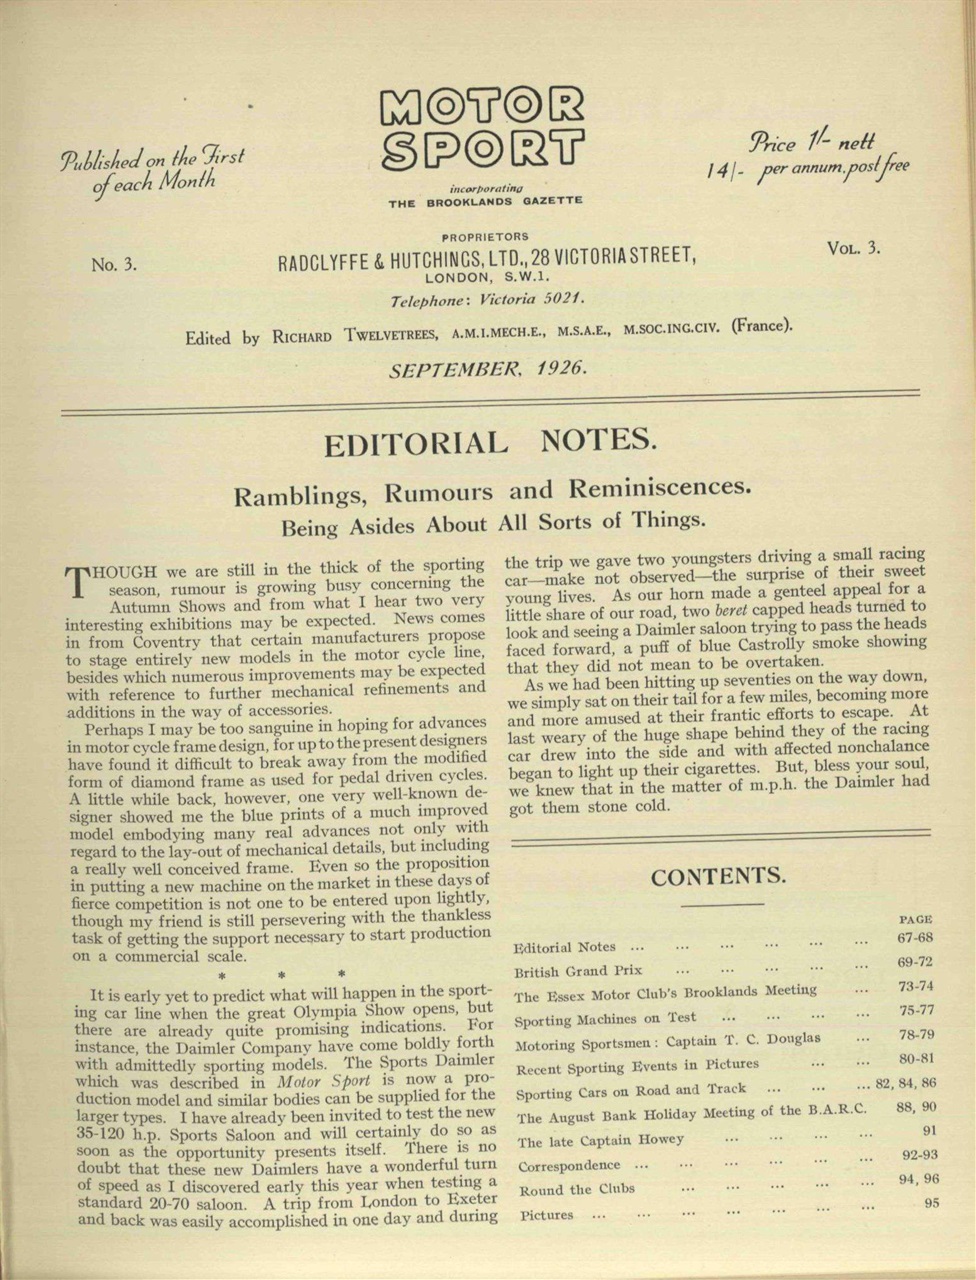 MOTOR
SPORT
incorporating
THE BROOKLANDS GAZETTE
Published on the First
of each Month
Price 1/- nett
14/- per annum, post free
PROPRIETORS
No. 3.
RADCLYFFE & HUTCHINGS, LTD., 28 VICTORIA STREET,
VOL. 3.
LONDON, S.W.1.
Telephone: Victoria 5021.
Edited by RICHARD TWELVETREES, A.M.I.MECH.E., M.S.A.E., M.SOC.ING.CIV. (France).
SEPTEMBER, 1926.
EDITORIAL NOTES.
Ramblings, Rumours and Reminiscences.
Being Asides About All Sorts of Things.
THOUGH we are still in the thick of the sporting
season, rumour is growing busy concerning the
Autumn Shows and from what I hear two very
interesting exhibitions may be expected. News comes
in from Coventry that certain manufacturers propose
to stage entirely new models in the motor cycle line,
besides which numerous improvements may be expected
with reference to further mechanical refinements and
additions in the way of accessories.
Perhaps I may be too sanguine in hoping for advances
in motor cycle frame design, for up to the present designers
have found it difficult to break away from the modified
form of diamond frame as used for pedal driven cycles.
A little while back, however, one very well-known de-
signer showed me the blue prints of a much improved
model embodying many real advances not only with
regard to the lay-out of mechanical details, but including
a really well conceived frame. Even so the proposition
in putting a new machine on the market in these days of
fierce competition is not one to be entered upon lightly,
though my friend is still persevering with the thankless
task of getting the support necessary to start production
on a commercial scale.
* * *
It is early yet to predict what will happen in the sport-
ing car line when the great Olympia Show opens, but
there are already quite promising indications. For
instance, the Daimler Company have come boldly forth
with admittedly sporting models. The Sports Daimler
which was described in Motor Sport is now a pro-
duction model and similar bodies can be supplied for the
larger types. I have already been invited to test the new
35-120 h.p. Sports Saloon and will certainly do so as
soon as the opportunity presents itself. There is no
doubt that these new Daimlers have a wonderful turn
of speed as I discovered early this year when testing a
standard 20-70 saloon. A trip from London to Exeter
and back was easily accomplished in one day and during
the trip we gave two youngsters driving a small racing
car—make not observed—the surprise of their sweet
young lives. As our horn made a genteel appeal for a
little share of our road, two beret capped heads turned to
look and seeing a Daimler saloon trying to pass the heads
faced forward, a puff of blue Castrolly smoke showing
that they did not mean to be overtaken.
As we had been hitting up seventies on the way down,
we simply sat on their tail for a few miles, becoming more
and more amused at their frantic efforts to escape. At
last weary of the huge shape behind they of the racing
car drew into the side and with affected nonchalance
began to light up their cigarettes. But, bless your soul,
we knew that in the matter of m.p.h. the Daimler had
got them stone cold.
CONTENTS.
PAGE
Editorial Notes ... ... ... ... ... ... 67-68
British Grand Prix ... ... ... ... ... 69-72
The Essex Motor Club's Brooklands Meeting ... 73-74
Sporting Machines on Test ... ... ... ... 75-77
Motoring Sportsmen: Captain T. C. Douglas ... 78-79
Recent Sporting Events in Pictures ... ... 80-81
Sporting Cars on Road and Track ... ... ... 82, 84, 86
The August Bank Holiday Meeting of the B.A.R.C. 88, 90
The late Captain Howey ... ... ... ... 91
Correspondence ... ... ... ... ... ... 92-93
Round the Clubs ... ... ... ... ... 94, 96
Pictures ... ... ... ... ... ... ... 95